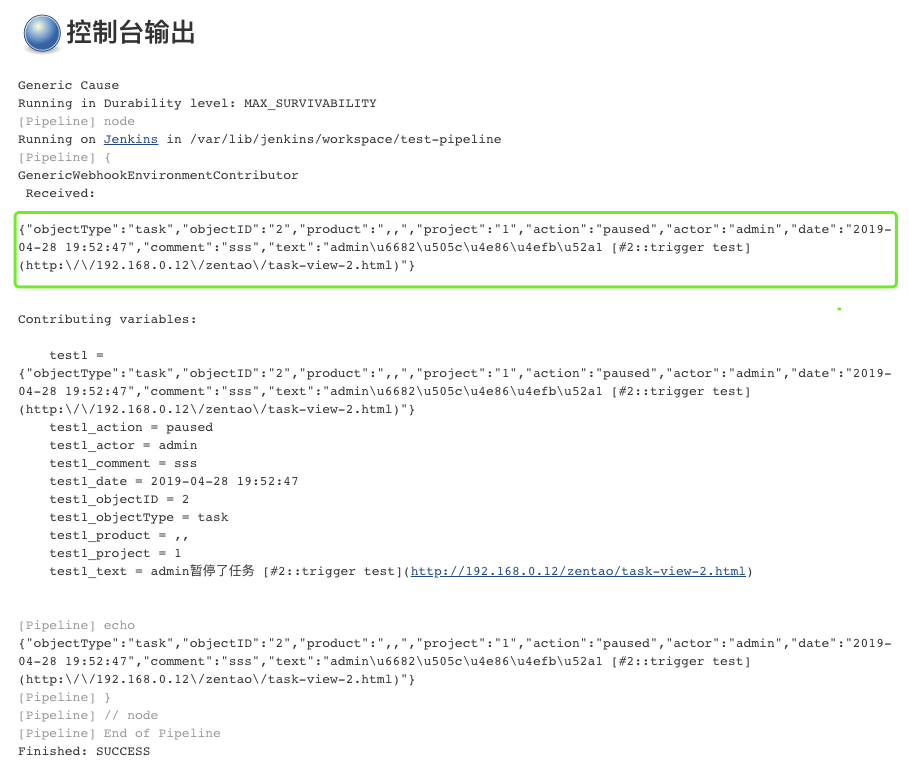 控制台输出
Generic Cause
Running in Durability level: MAX_SURVIVABILITY
[Pipeline] node
Running on Jenkins in /var/lib/jenkins/workspace/test-pipeline
[Pipeline] {
GenericWebhookEnvironmentContributor
 Received:
{"objectType":"task","objectID":"2","product":",,","project":"1","action":"paused","actor":"admin","date":"2019-
04-28 19:52:47","comment":"sss","text":"admin\u6682\u505c\u4e86\u4efb\u52a1 [#2::trigger test]
(http:\/\/192.168.0.12\/zentao\/task-view-2.html)"}
Contributing variables:
    test1 =
{"objectType":"task","objectID":"2","product":",,","project":"1","action":"paused","actor":"admin","date":"2019-
04-28 19:52:47","comment":"sss","text":"admin\u6682\u505c\u4e86\u4efb\u52a1 [#2::trigger test]
(http:\/\/192.168.0.12\/zentao\/task-view-2.html)"}
    test1_action = paused
    test1_actor = admin
    test1_comment = sss
    test1_date = 2019-04-28 19:52:47
    test1_objectID = 2
    test1_objectType = task
    test1_product = ,,
    test1_project = 1
    test1_text = admin暂停了任务 [#2::trigger test](http://192.168.0.12/zentao/task-view-2.html)
[Pipeline] echo
{"objectType":"task","objectID":"2","product":",,","project":"1","action":"paused","actor":"admin","date":"2019-
04-28 19:52:47","comment":"sss","text":"admin\u6682\u505c\u4e86\u4efb\u52a1 [#2::trigger test]
(http:\/\/192.168.0.12\/zentao\/task-view-2.html)"}
[Pipeline] }
[Pipeline] // node
[Pipeline] End of Pipeline
Finished: SUCCESS